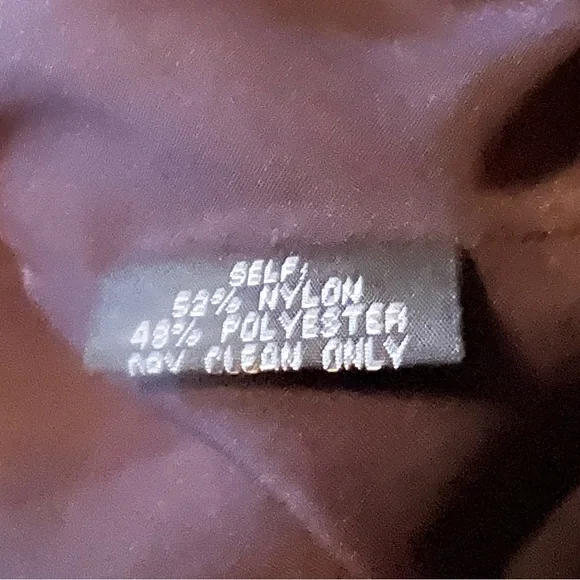 SELF:
52% NYLON
48% POLYESTER
DRY CLEAN ONLY